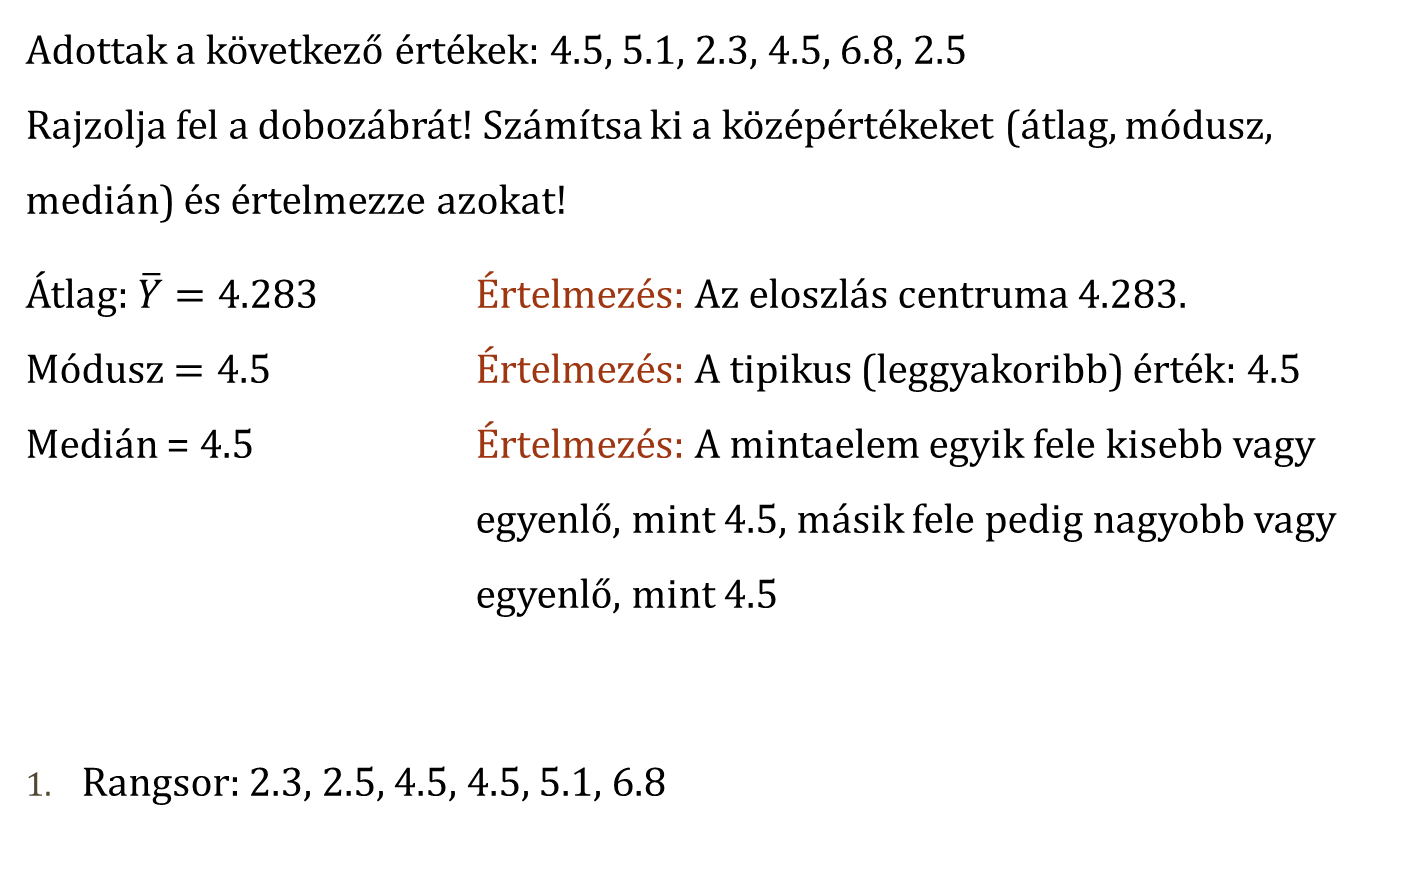 Adottak a következő értékek: 4.5, 5.1, 2.3, 4.5, 6.8, 2.5
Rajzolja fel a dobozábrát! Számítsa ki a középértékeket (átlag, módusz,
medián) és értelmezze azokat!
Átlag: Ȳ = 4.283 Értelmezés: Az eloszlás centruma 4.283.
Módusz = 4.5 Értelmezés: A tipikus (leggyakoribb) érték: 4.5
Medián = 4.5 Értelmezés: A mintaelem egyik fele kisebb vagy
egyenlő, mint 4.5, másik fele pedig nagyobb vagy
egyenlő, mint 4.5
1. Rangsor: 2.3, 2.5, 4.5, 4.5, 5.1, 6.8